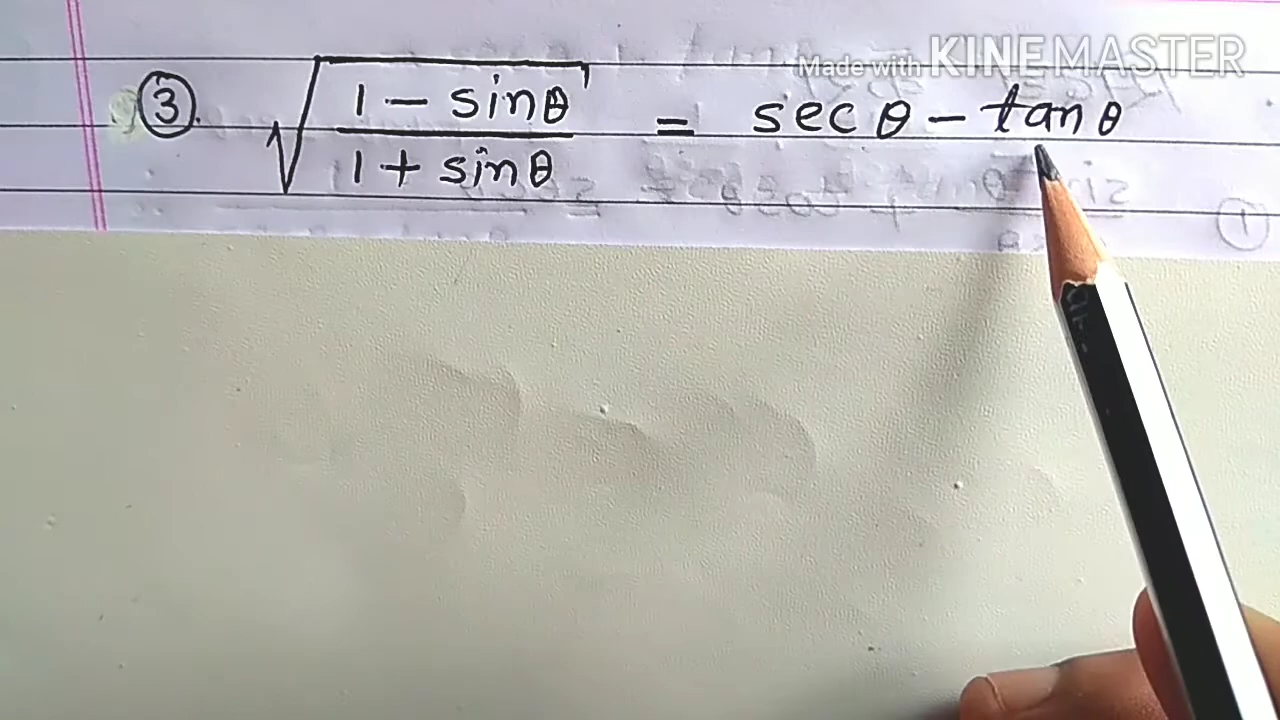 Made with KINEMASTER
③. √((1 − sinθ)/(1 + sinθ)) = secθ − tanθ